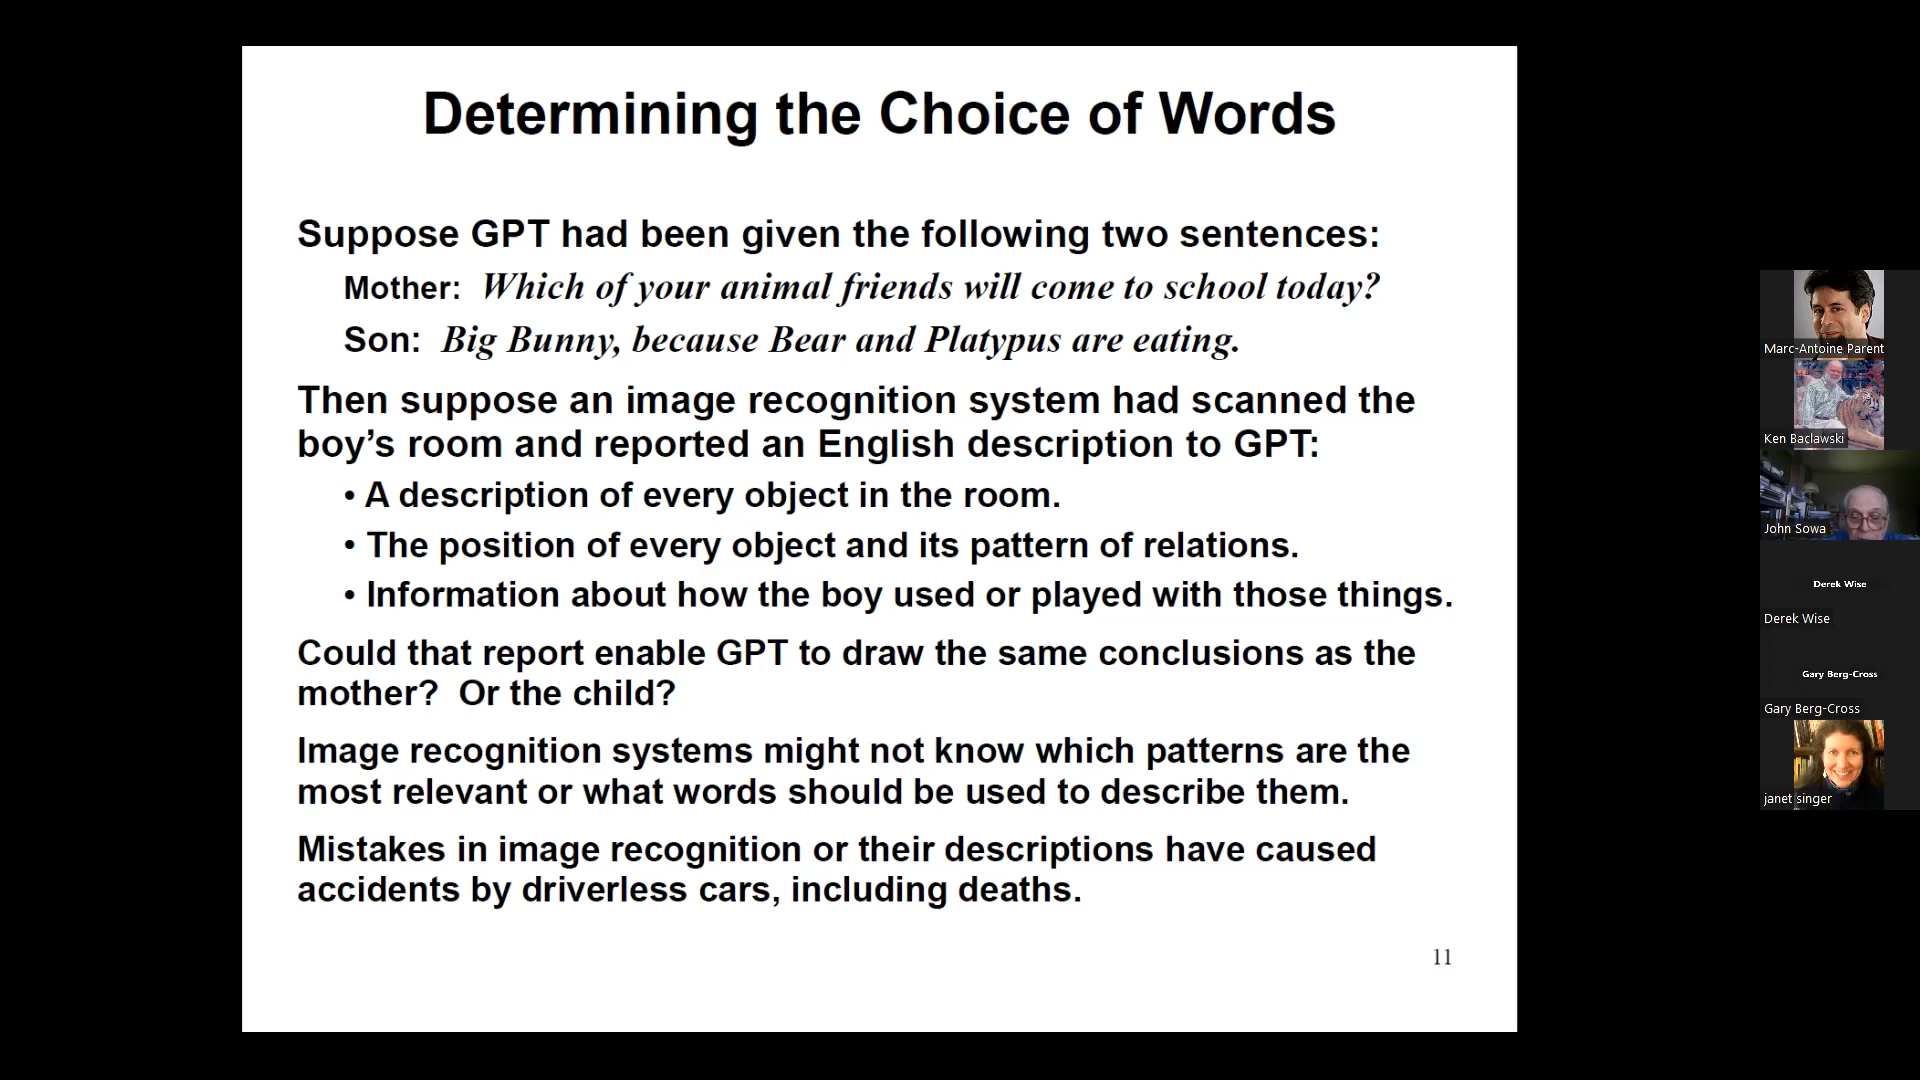 Determining the Choice of Words
Suppose GPT had been given the following two sentences:
Mother: Which of your animal friends will come to school today?
Son: Big Bunny, because Bear and Platypus are eating.
Then suppose an image recognition system had scanned the
boy’s room and reported an English description to GPT:
• A description of every object in the room.
• The position of every object and its pattern of relations.
• Information about how the boy used or played with those things.
Could that report enable GPT to draw the same conclusions as the
mother? Or the child?
Image recognition systems might not know which patterns are the
most relevant or what words should be used to describe them.
Mistakes in image recognition or their descriptions have caused
accidents by driverless cars, including deaths.
11
Marc-Antoine Parent
Ken Baclawski
John Sowa
Derek Wise
Derek Wise
Gary Berg-Cross
Gary Berg-Cross
janet singer